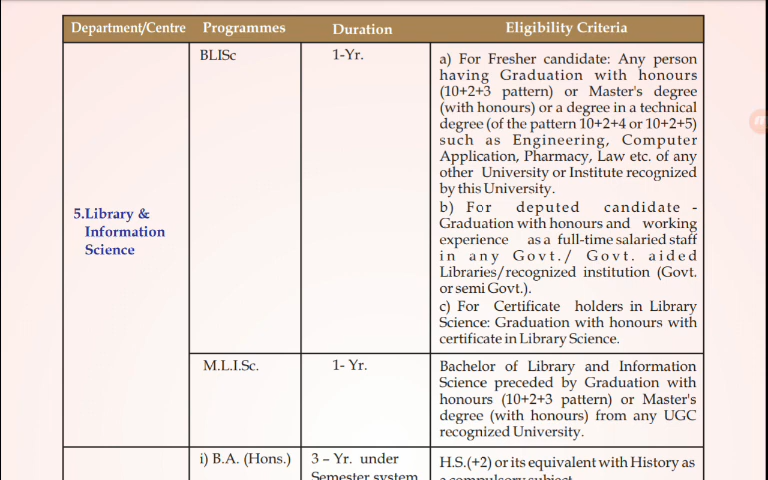 Department/Centre Programmes Duration Eligibility Criteria
BLISc 1-Yr.
a) For Fresher candidate: Any person
having Graduation with honours
(10+2+3 pattern) or Master's degree
(with honours) or a degree in a technical
degree (of the pattern 10+2+4 or 10+2+5)
such as Engineering, Computer
Application, Pharmacy, Law etc. of any
other University or Institute recognized
by this University.
b) For deputed candidate -
Graduation with honours and working
experience as a full-time salaried staff
in any Govt./ Govt. aided
Libraries/recognized institution (Govt.
or semi Govt.).
c) For Certificate holders in Library
Science: Graduation with honours with
certificate in Library Science.
5.Library &
Information
Science
M.L.I.Sc. 1- Yr.
Bachelor of Library and Information
Science preceded by Graduation with
honours (10+2+3 pattern) or Master's
degree (with honours) from any UGC
recognized University.
i) B.A. (Hons.) 3 – Yr. under
Semester system
H.S.(+2) or its equivalent with History as
a compulsory subject